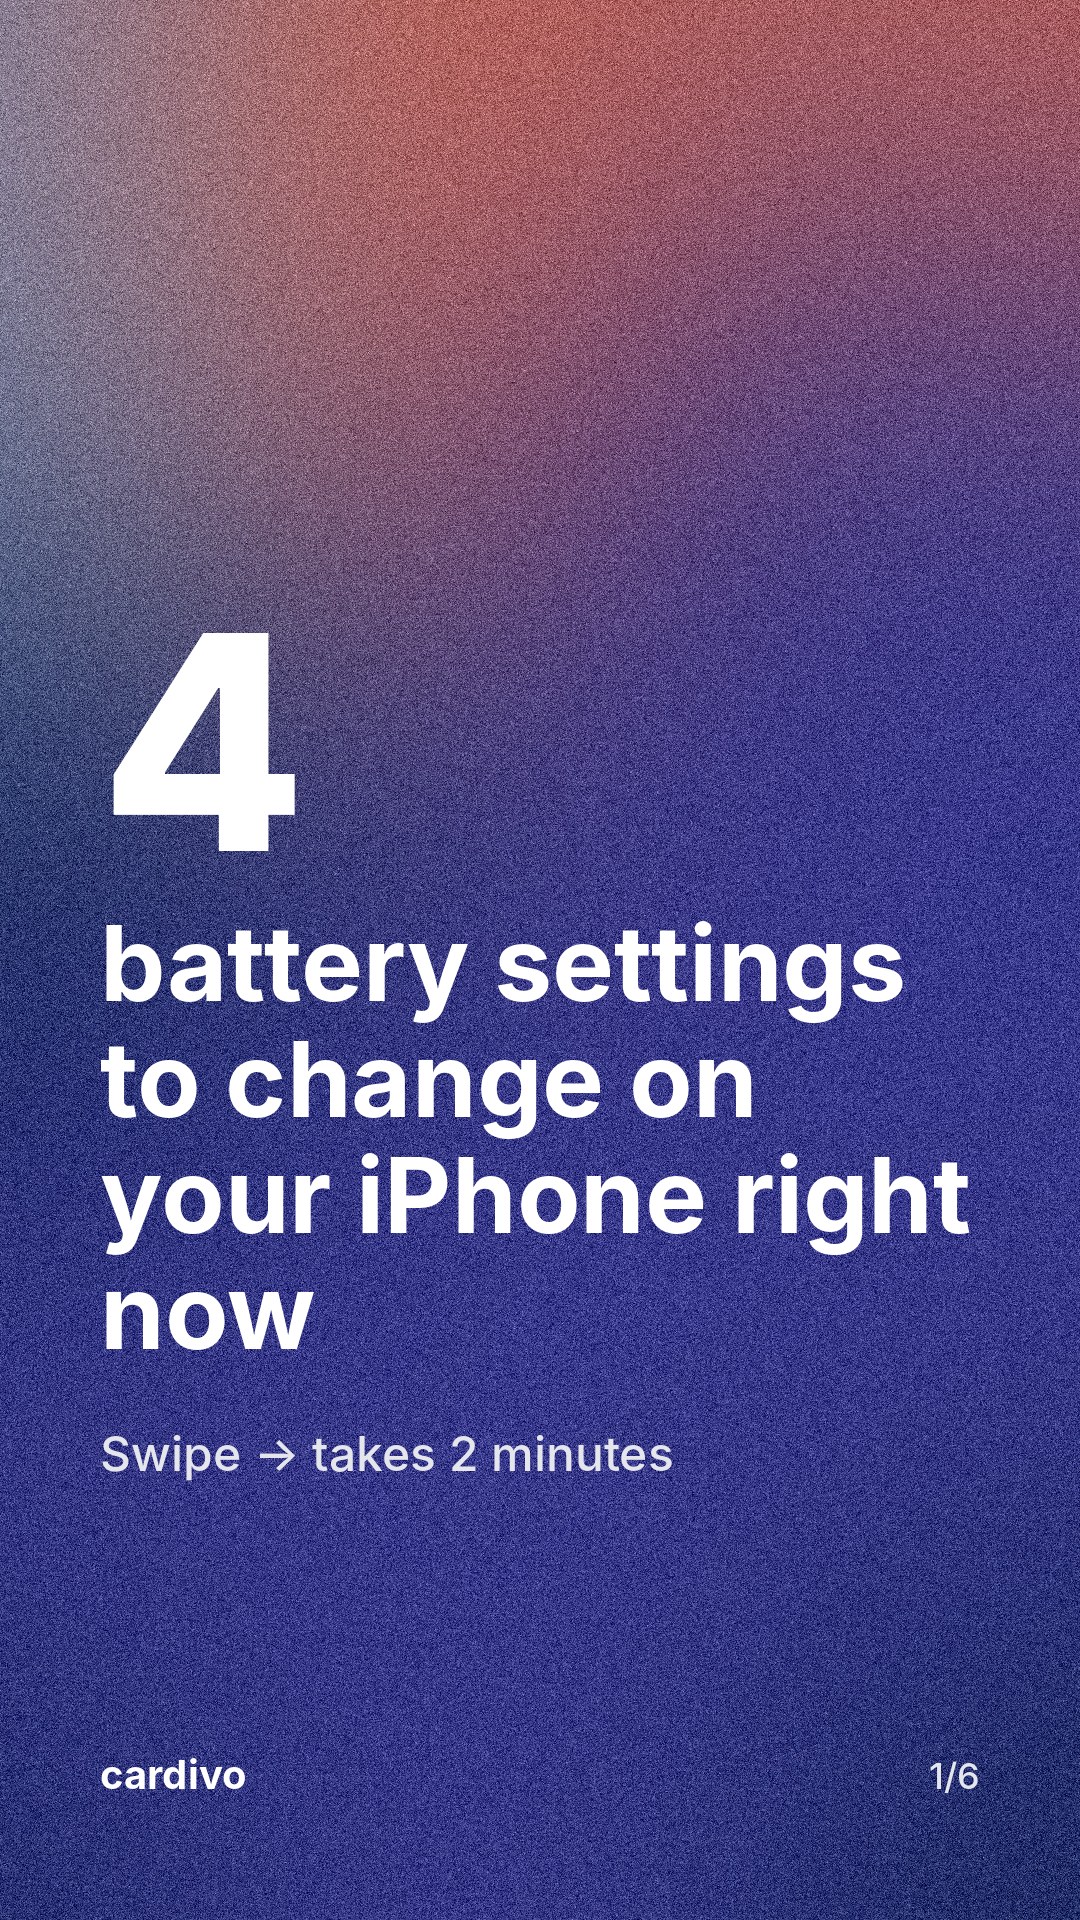 4
battery settings
to change on
your iPhone right
now
Swipe → takes 2 minutes
cardivo
1/6